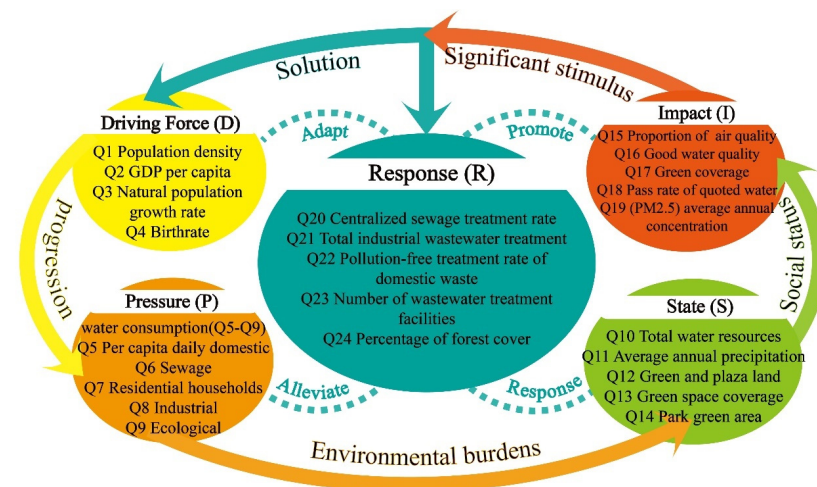 Solution
Significant stimulus
Driving Force (D)
Q1 Population density
Q2 GDP per capita
Q3 Natural population
growth rate
Q4 Birthrate
Adapt
Promote
Impact (I)
Q15 Proportion of air quality
Q16 Good water quality
Q17 Green coverage
Q18 Pass rate of quoted water
Q19 (PM2.5) average annual
concentration
Response (R)
Q20 Centralized sewage treatment rate
Q21 Total industrial wastewater treatment
Q22 Pollution-free treatment rate of
domestic waste
Q23 Number of wastewater treatment
facilities
Q24 Percentage of forest cover
progression
Social status
Pressure (P)
water consumption(Q5-Q9)
Q5 Per capita daily domestic
Q6 Sewage
Q7 Residential households
Q8 Industrial
Q9 Ecological
Alleviate
Response
State (S)
Q10 Total water resources
Q11 Average annual precipitation
Q12 Green and plaza land
Q13 Green space coverage
Q14 Park green area
Environmental burdens